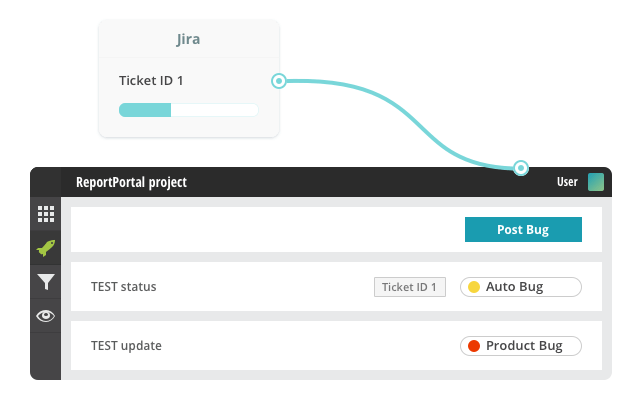 Jira
Ticket ID 1
ReportPortal project
User
Post Bug
TEST status
Ticket ID 1
Auto Bug
TEST update
Product Bug